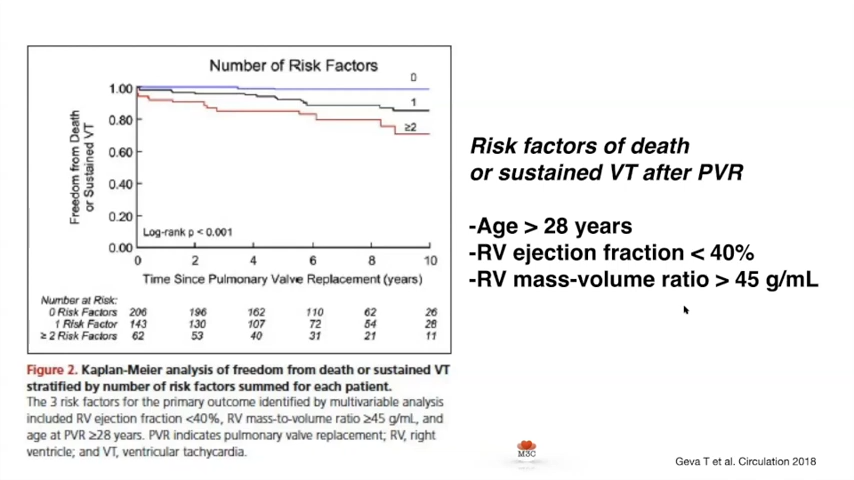 Number of Risk Factors
0
1
≥2
1.00
0.80
0.60
0.40
0.20
0.00
Freedom from Death
or Sustained VT
Log-rank p < 0.001
0 2 4 6 8 10
Time Since Pulmonary Valve Replacement (years)
Number at Risk:
0 Risk Factors 206 196 162 110 62 26
1 Risk Factor 143 130 107 72 54 28
≥ 2 Risk Factors 62 53 40 31 21 11
Figure 2. Kaplan-Meier analysis of freedom from death or sustained VT
stratified by number of risk factors summed for each patient.
The 3 risk factors for the primary outcome identified by multivariable analysis
included RV ejection fraction <40%, RV mass-to-volume ratio ≥45 g/mL, and
age at PVR ≥28 years. PVR indicates pulmonary valve replacement; RV, right
ventricle; and VT, ventricular tachycardia.
Risk factors of death
or sustained VT after PVR
-Age > 28 years
-RV ejection fraction < 40%
-RV mass-volume ratio > 45 g/mL
M3C
Geva T et al. Circulation 2018